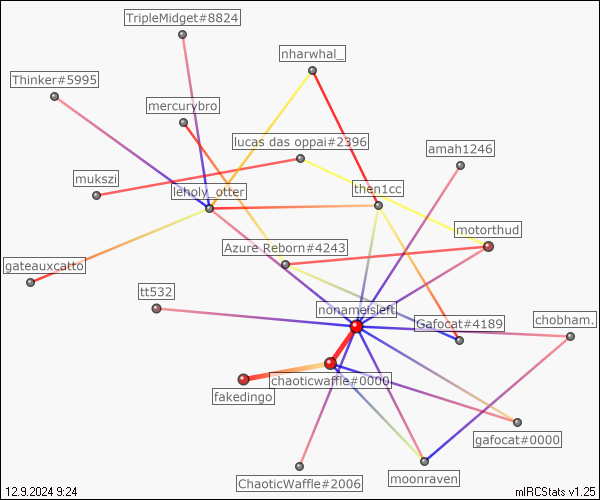 TripleMidget#8824
nharwhal_
Thinker#5995
mercurybro
lucas das oppai#2396
amah1246
mukszi
leholy_otter
then1cc
motorthud
Azure Reborn#4243
gateauxcatto
tt532
nonameisleft
Gafocat#4189
chobham.
chaoticwaffle#0000
fakedingo
gafocat#0000
ChaoticWaffle#2006
moonraven
12.9.2024 9:24
mIRCStats v1.25